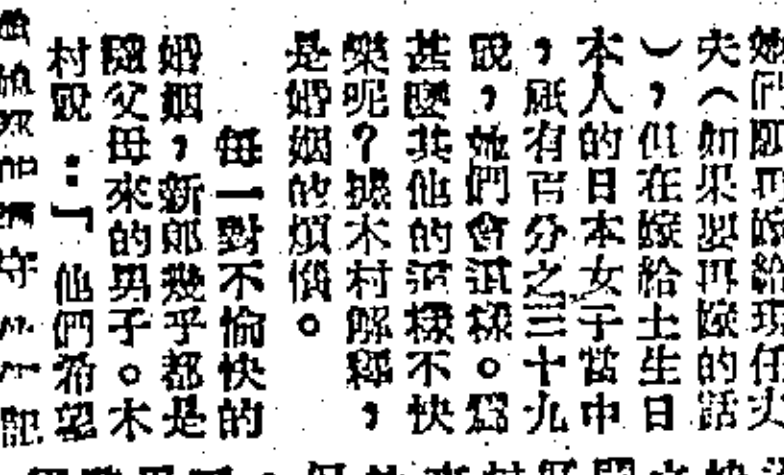 她們願再嫁給現任丈
夫（如果要再嫁的話
），但在嫁給土生日
本人的日本女子當中
，祇有百分之三十九
說，她們會這樣。爲
甚麼其他的這樣不快
樂呢？據木村解釋，
是婚姻的煩惱。
每一對不愉快的
婚姻，新郎幾乎都是
隨父母來的男子。木
村說：「他們希望